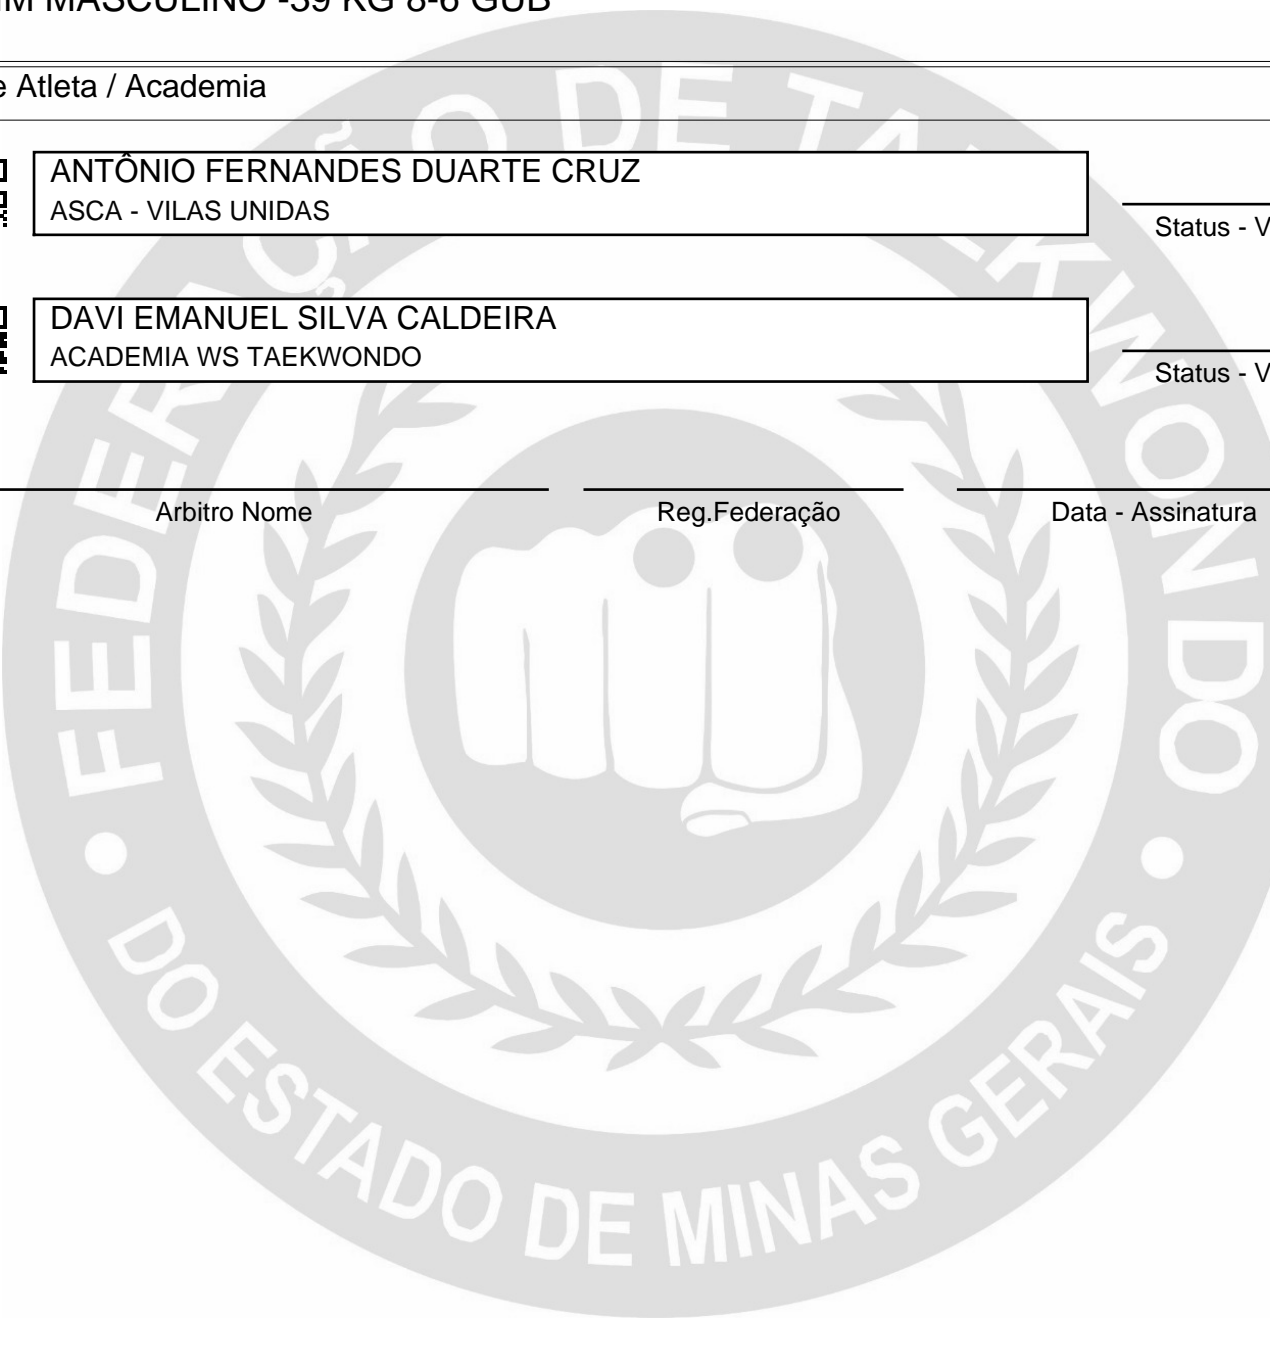 MASCULINO -39 KG 8-6 GUB
Atleta / Academia
ANTÔNIO FERNANDES DUARTE CRUZ
ASCA - VILAS UNIDAS
Status - V
DAVI EMANUEL SILVA CALDEIRA
ACADEMIA WS TAEKWONDO
Status - V
Arbitro Nome
Reg.Federação
Data - Assinatura
FEDERAÇÃO DE TAEKWONDO
DO ESTADO DE MINAS GERAIS